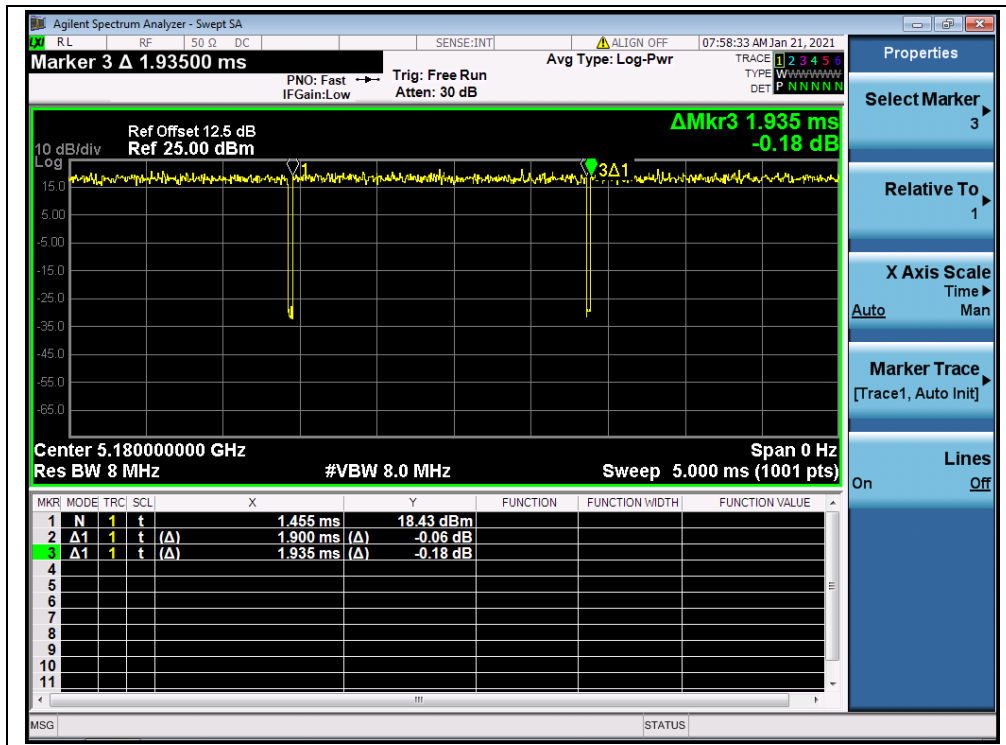 Agilent Spectrum Analyzer - Swept SA
LXI RL RF 50 Ω DC SENSE:INT ALIGN OFF 07:58:33 AM Jan 21, 2021
Marker 3 Δ 1.93500 ms
PNO: Fast
IFGain:Low
Trig: Free Run
Atten: 30 dB
Avg Type: Log-Pwr
TRACE 1 2 3 4 5 6
TYPE WWWWWW
DET P N N N N N
ΔMkr3 1.935 ms
-0.18 dB
Ref Offset 12.5 dB
10 dB/div Ref 25.00 dBm
Log
1
3Δ1
15.0
5.00
-5.00
-15.0
-25.0
-35.0
-45.0
-55.0
-65.0
Center 5.180000000 GHz Span 0 Hz
Res BW 8 MHz #VBW 8.0 MHz Sweep 5.000 ms (1001 pts)
MKR MODE TRC SCL X Y FUNCTION FUNCTION WIDTH FUNCTION VALUE
1 N 1 t 1.455 ms 18.43 dBm
2 Δ1 1 t (Δ) 1.900 ms (Δ) -0.06 dB
3 Δ1 1 t (Δ) 1.935 ms (Δ) -0.18 dB
4
5
6
7
8
9
10
11
MSG STATUS
Properties
Select Marker
3
Relative To
1
X Axis Scale
Time
Auto Man
Marker Trace
[Trace1, Auto Init]
Lines
On Off